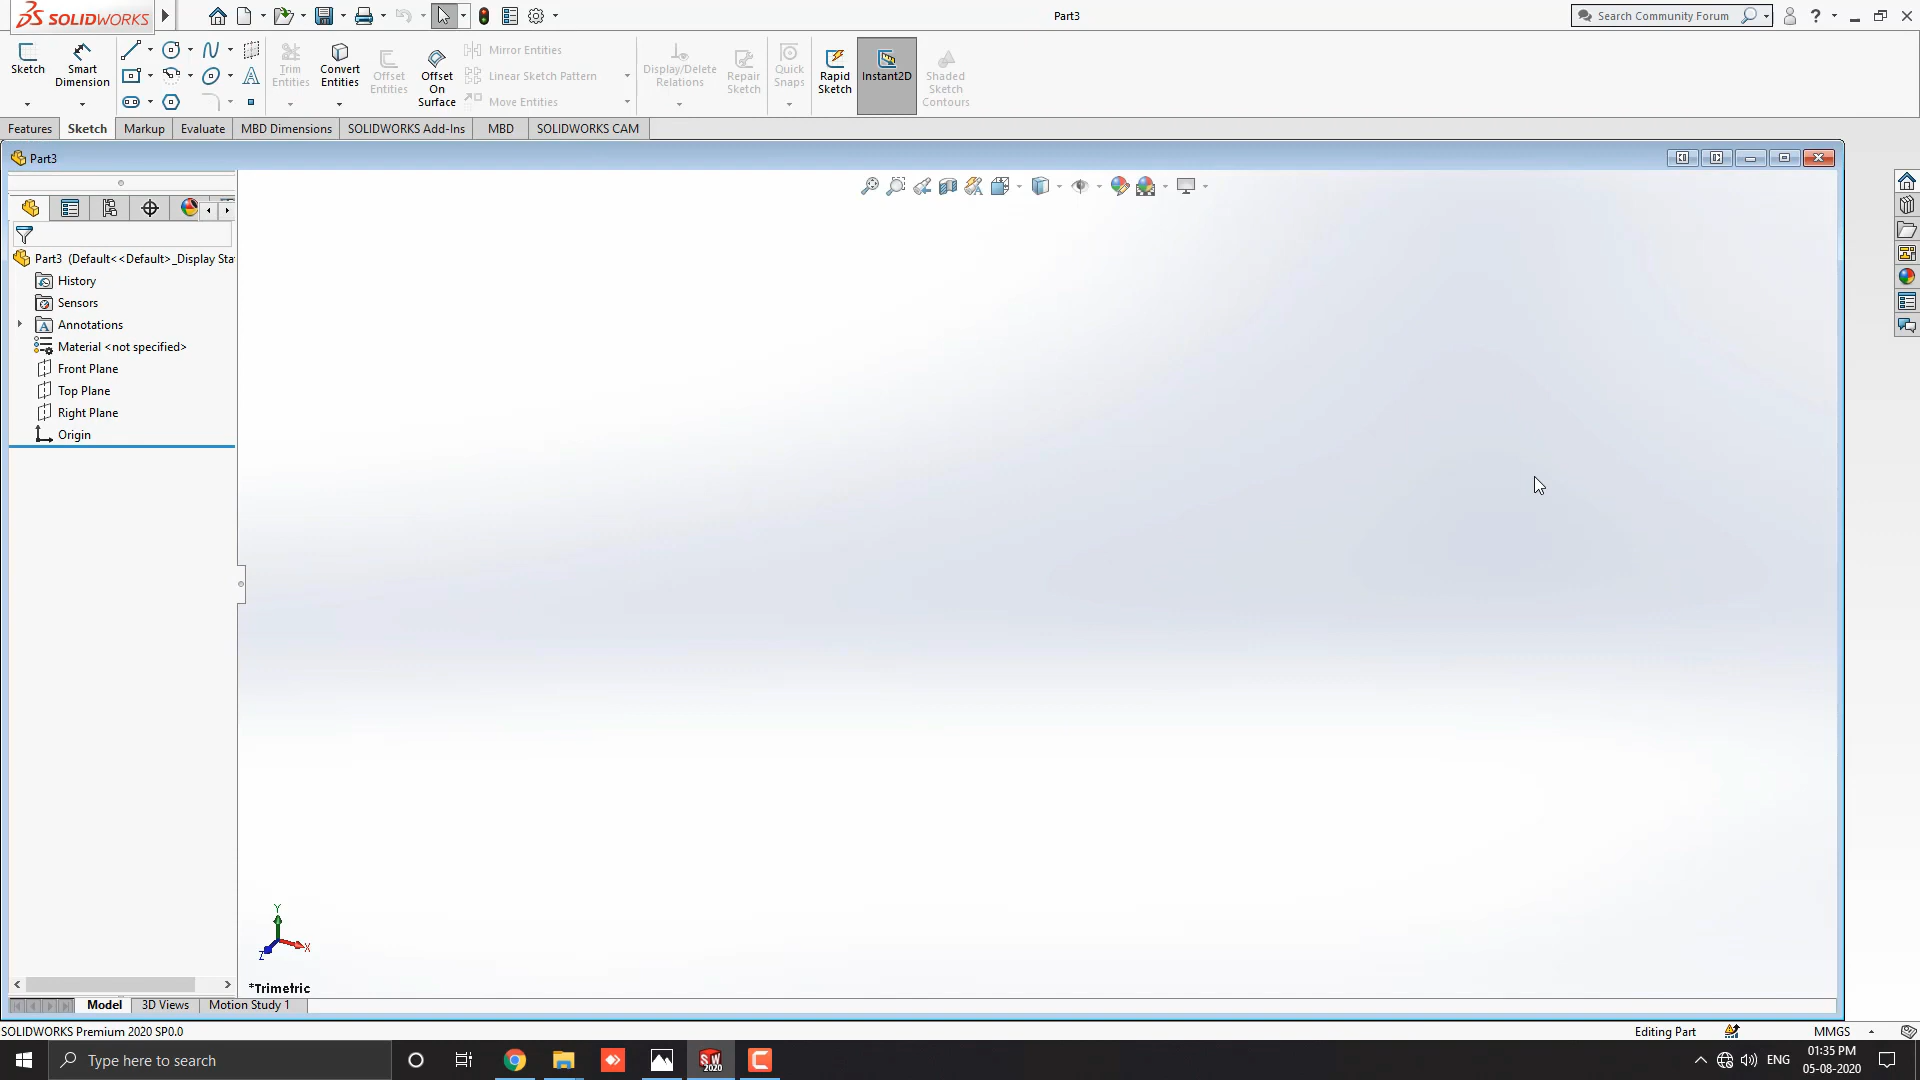 SOLIDWORKS
Part3
Search Community Forum
Sketch
Smart Dimension
Trim Entities
Convert Entities
Offset Entities
Offset On Surface
Mirror Entities
Linear Sketch Pattern
Move Entities
Display/Delete Relations
Repair Sketch
Quick Snaps
Rapid Sketch
Instant2D
Shaded Sketch Contours
Features
Sketch
Markup
Evaluate
MBD Dimensions
SOLIDWORKS Add-Ins
MBD
SOLIDWORKS CAM
Part3
Part3 (Default<<Default>_Display Sta
History
Sensors
Annotations
Material <not specified>
Front Plane
Top Plane
Right Plane
Origin
Y
X
Z
*Trimetric
Model
3D Views
Motion Study 1
SOLIDWORKS Premium 2020 SP0.0
Editing Part
MMGS
Type here to search
SW 2020
ENG
01:35 PM
05-08-2020